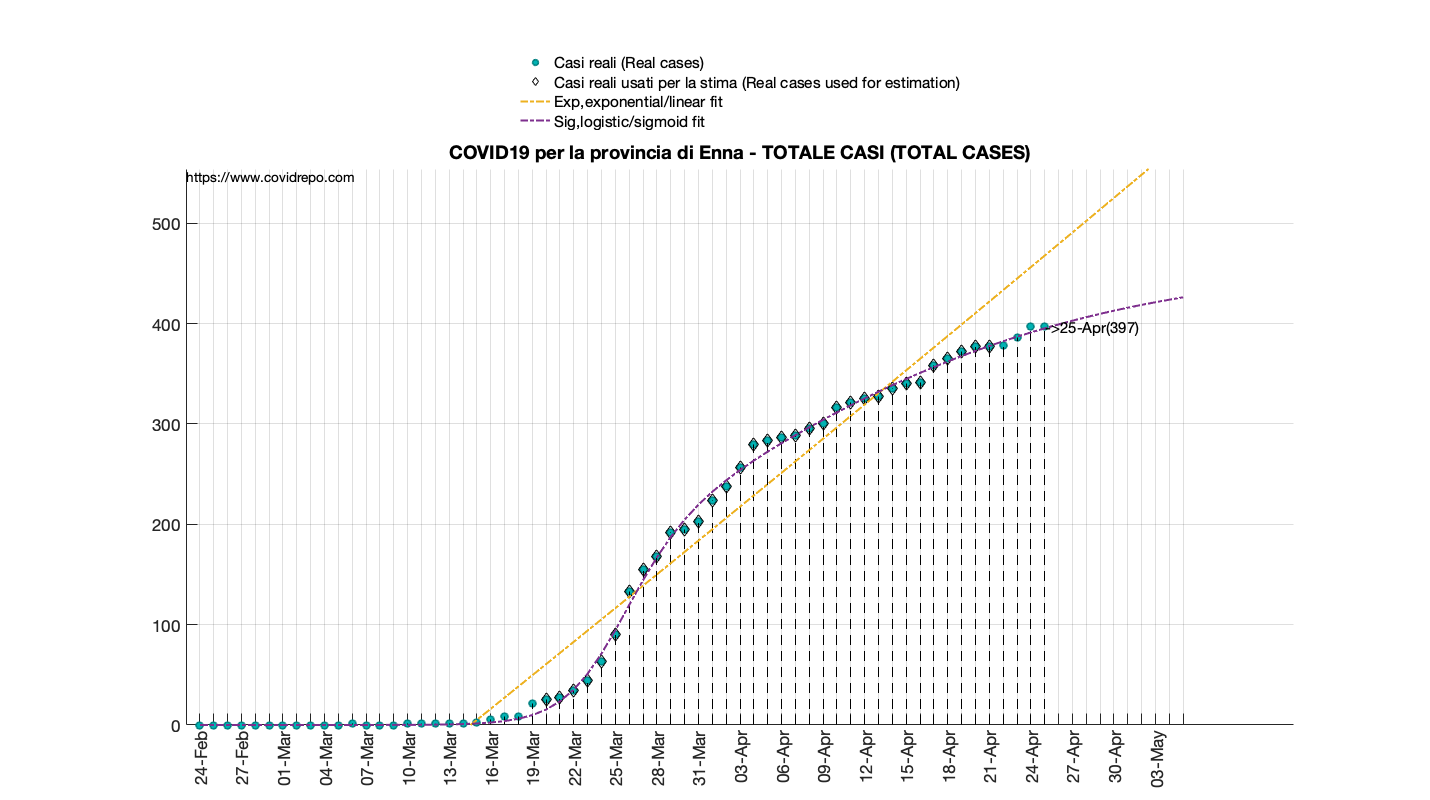 Casi reali (Real cases)
Casi reali usati per la stima (Real cases used for estimation)
Exp,exponential/linear fit
Sig,logistic/sigmoid fit
COVID19 per la provincia di Enna - TOTALE CASI (TOTAL CASES)
https://www.covidrepo.com
500
400
>25-Apr(397)
300
200
100
0
24-Feb
27-Feb
01-Mar
04-Mar
07-Mar
10-Mar
13-Mar
16-Mar
19-Mar
22-Mar
25-Mar
28-Mar
31-Mar
03-Apr
06-Apr
09-Apr
12-Apr
15-Apr
18-Apr
21-Apr
24-Apr
27-Apr
30-Apr
03-May